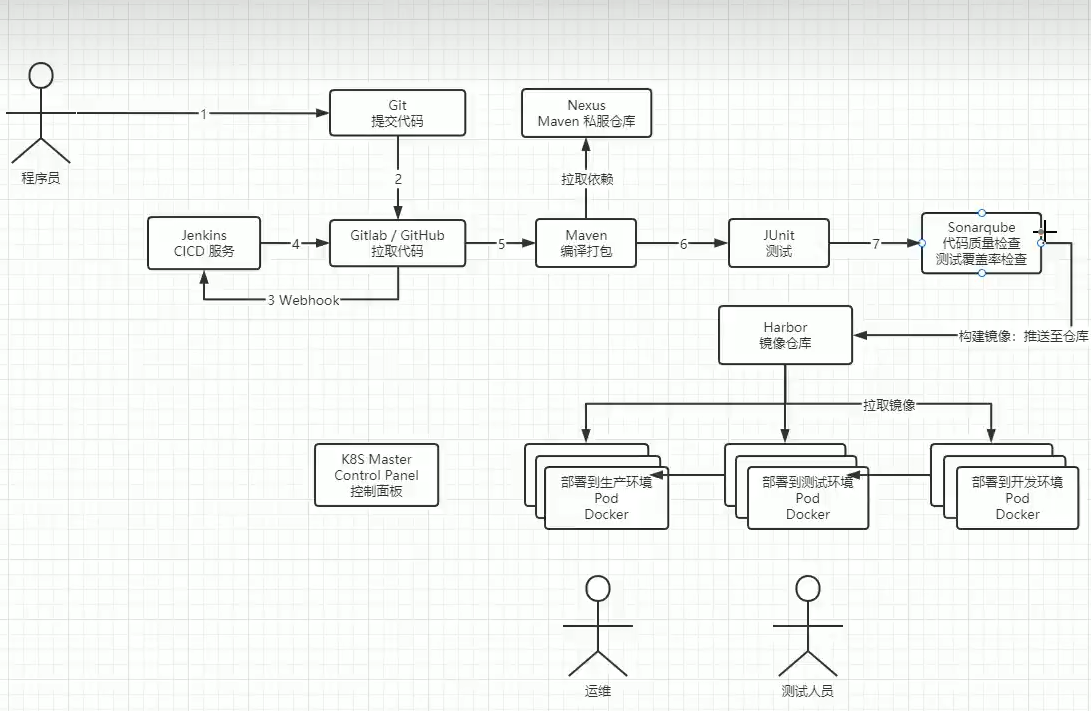 1
Git
提交代码
Nexus
Maven 私服仓库
程序员
2
拉取依赖
Jenkins
CICD 服务
4
Gitlab / GitHub
拉取代码
5
Maven
编译打包
6
JUnit
测试
7
Sonarqube
代码质量检查
测试覆盖率检查
3 Webhook
Harbor
镜像仓库
构建镜像：推送至仓库
拉取镜像
K8S Master
Control Panel
控制面板
部署到生产环境
Pod
Docker
部署到测试环境
Pod
Docker
部署到开发环境
Pod
Docker
运维
测试人员